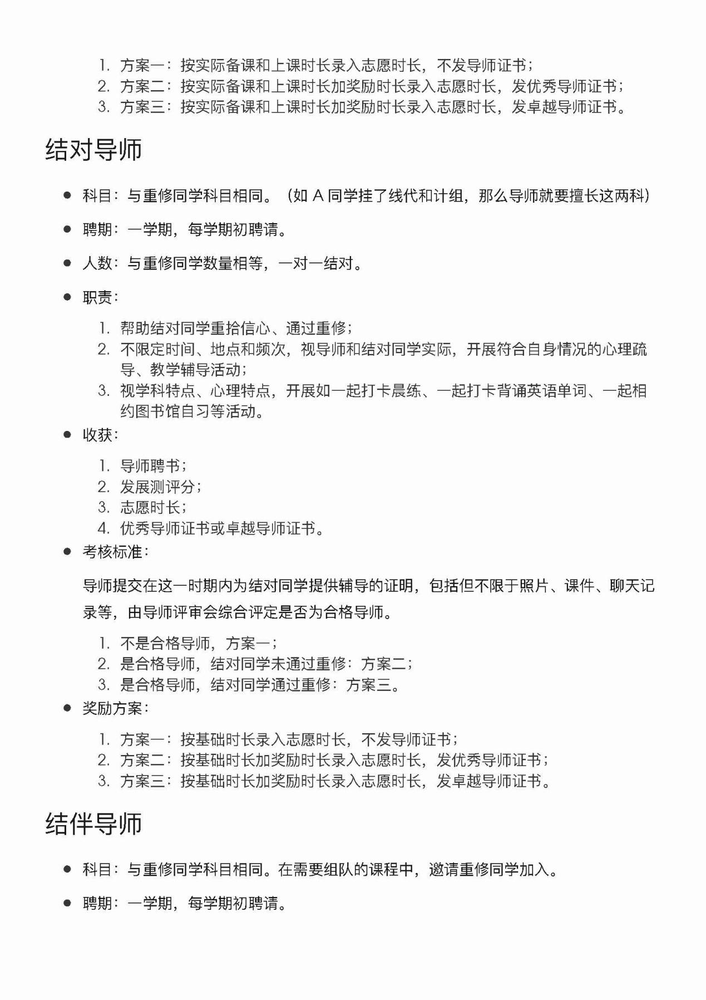 1. 方案一：按实际备课和上课时长录入志愿时长，不发导师证书；
2. 方案二：按实际备课和上课时长加奖励时长录入志愿时长，发优秀导师证书；
3. 方案三：按实际备课和上课时长加奖励时长录入志愿时长，发卓越导师证书。
结对导师
● 科目：与重修同学科目相同。（如 A 同学挂了线代和计组，那么导师就要擅长这两科）
● 聘期：一学期，每学期初聘请。
● 人数：与重修同学数量相等，一对一结对。
● 职责：
1. 帮助结对同学重拾信心、通过重修；
2. 不限定时间、地点和频次，视导师和结对同学实际，开展符合自身情况的心理疏
导、教学辅导活动；
3. 视学科特点、心理特点，开展如一起打卡晨练、一起打卡背诵英语单词、一起相
约图书馆自习等活动。
● 收获：
1. 导师聘书；
2. 发展测评分；
3. 志愿时长；
4. 优秀导师证书或卓越导师证书。
● 考核标准：
导师提交在这一时期内为结对同学提供辅导的证明，包括但不限于照片、课件、聊天记
录等，由导师评审会综合评定是否为合格导师。
1. 不是合格导师，方案一；
2. 是合格导师，结对同学未通过重修：方案二；
3. 是合格导师，结对同学通过重修：方案三。
● 奖励方案：
1. 方案一：按基础时长录入志愿时长，不发导师证书；
2. 方案二：按基础时长加奖励时长录入志愿时长，发优秀导师证书；
3. 方案三：按基础时长加奖励时长录入志愿时长，发卓越导师证书。
结伴导师
● 科目：与重修同学科目相同。在需要组队的课程中，邀请重修同学加入。
● 聘期：一学期，每学期初聘请。